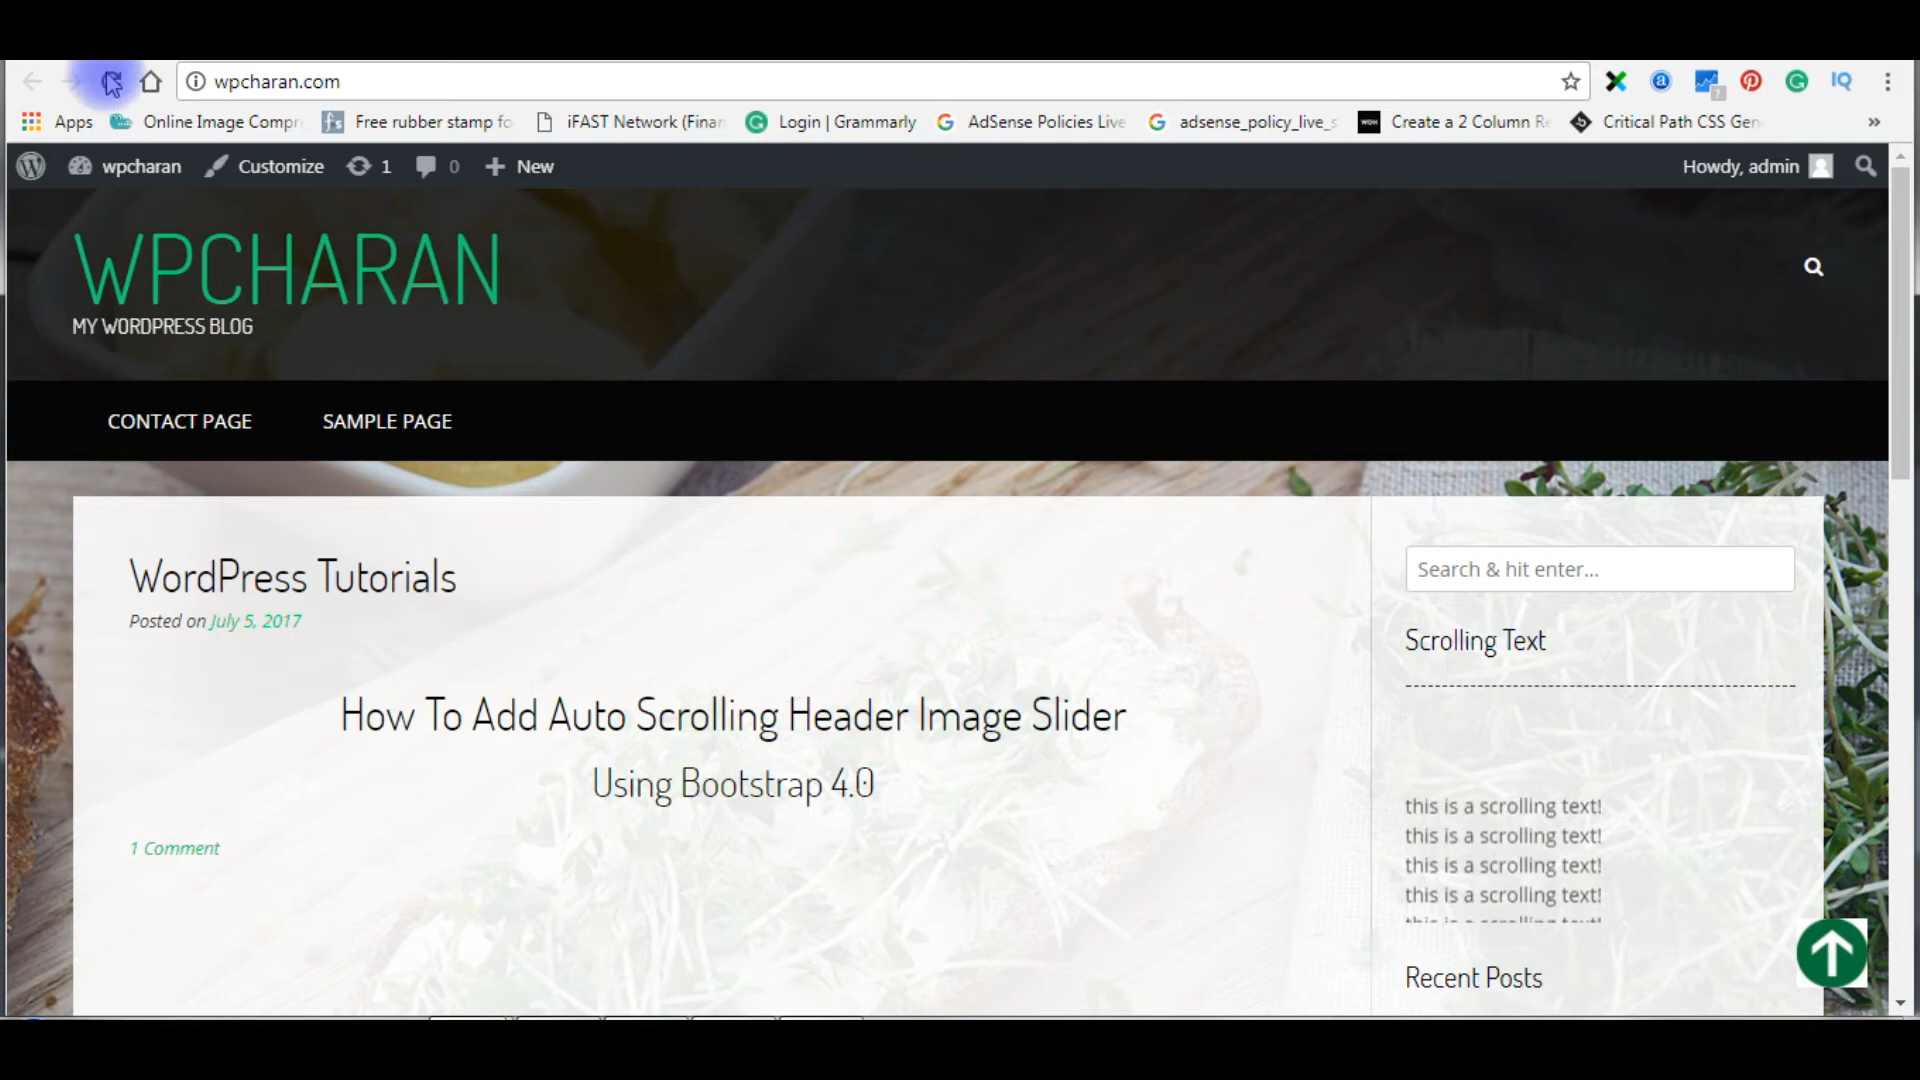 wpcharan.com
Apps Online Image Compr Free rubber stamp fo iFAST Network (Finan Login | Grammarly AdSense Policies Live adsense_policy_live_s Create a 2 Column Re Critical Path CSS Gen »
wpcharan Customize 1 0 New Howdy, admin
WPCHARAN
MY WORDPRESS BLOG
CONTACT PAGE SAMPLE PAGE
WordPress Tutorials
Posted on July 5, 2017
How To Add Auto Scrolling Header Image Slider
Using Bootstrap 4.0
1 Comment
Search & hit enter...
Scrolling Text
this is a scrolling text!
this is a scrolling text!
this is a scrolling text!
this is a scrolling text!
Recent Posts